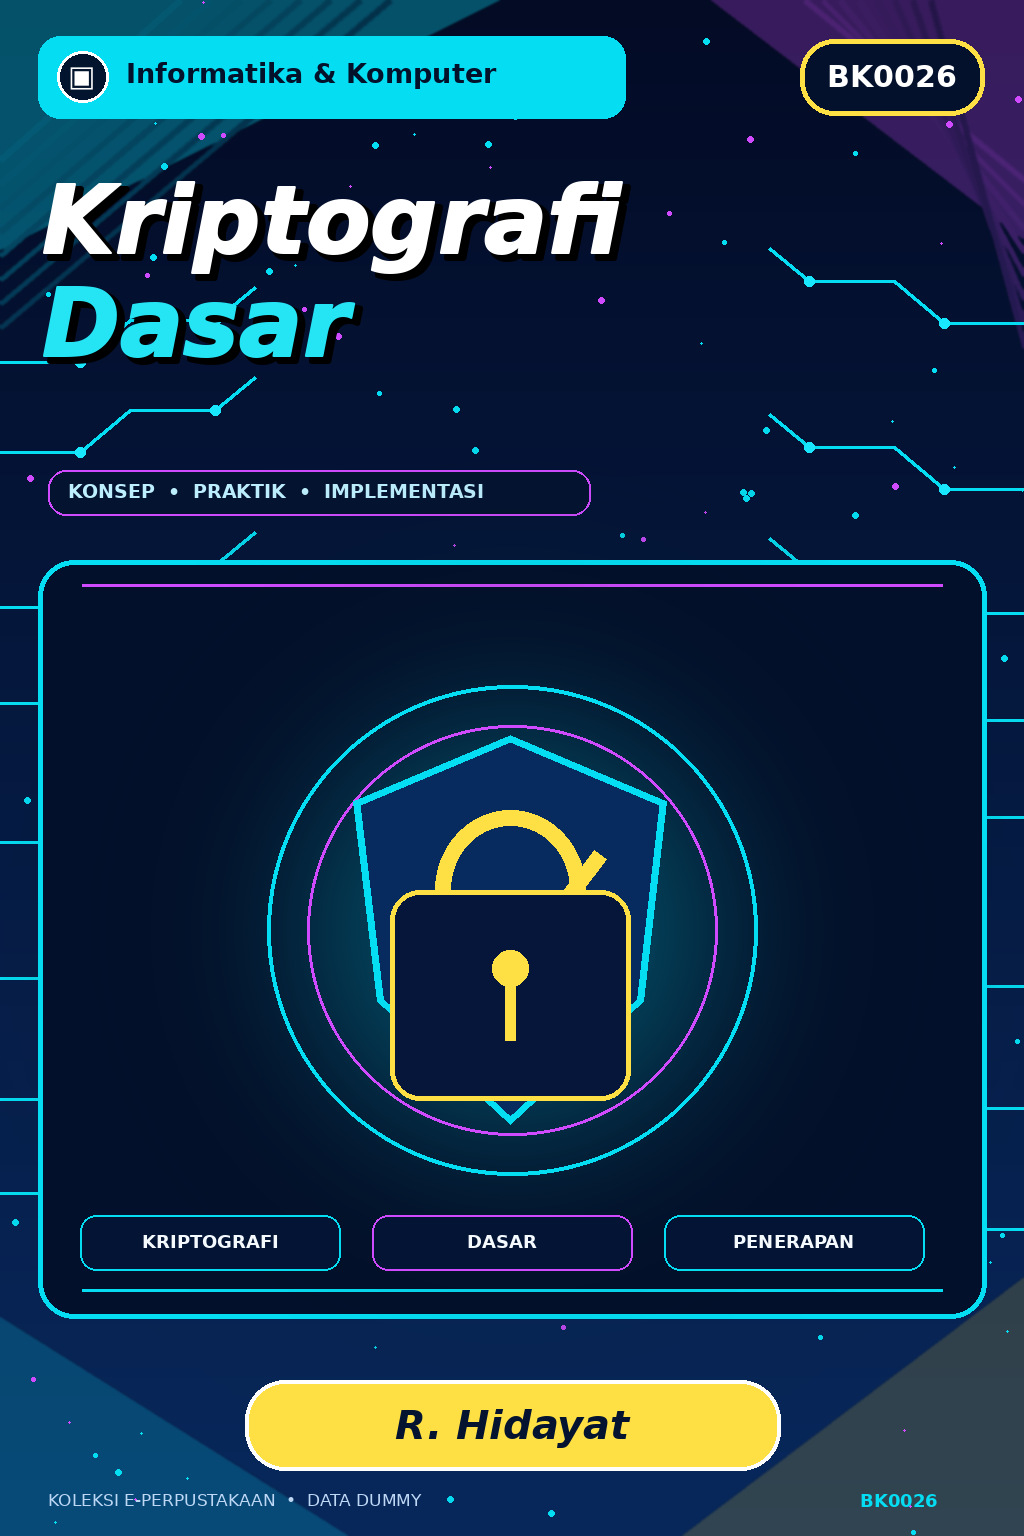 Informatika & Komputer
BK0026
Kriptografi
Dasar
KONSEP • PRAKTIK • IMPLEMENTASI
KRIPTOGRAFI
DASAR
PENERAPAN
R. Hidayat
KOLEKSI E-PERPUSTAKAAN • DATA DUMMY
BK0026